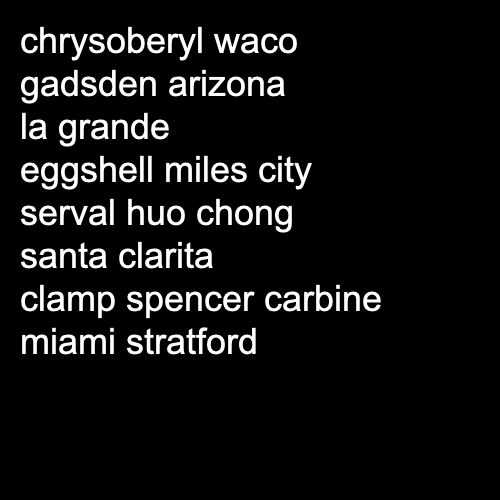 chrysoberyl waco
gadsden arizona
la grande
eggshell miles city
serval huo chong
santa clarita
clamp spencer carbine
miami stratford